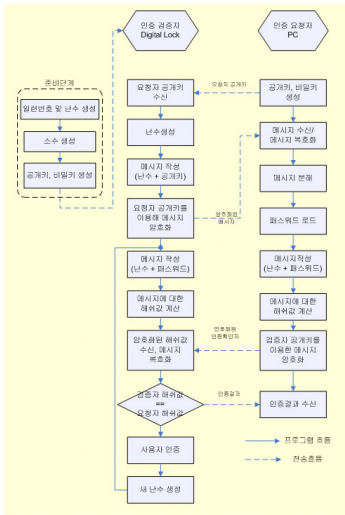 인증 검증자
Digital Lock
인증 요청자
PC
준비단계
일련번호 및 난수 생성
소수 생성
공개키, 비밀키 생성
요청자 공개키
수신
요청자 공개키
공개키, 비밀키
생성
난수생성
메시지 수신/
메시지 복호화
메시지 작성
(난수 + 공개키)
메시지 분해
요청자 공개키를
이용해 메시지
암호화
암호화된
메시지
패스워드 로드
메시지 작성
(난수 + 패스워드)
메시지작성
(난수 + 패스워드)
메시지에 대한
해쉬값 계산
메시지에 대한
해쉬값 계산
암호화된 해쉬값
수신, 메시지
복호화
암호화된
인증확인자
검증자 공개키를
이용한 메시지
암호화
검증자 해쉬값
==
요청자 해쉬값
인증결과
인증결과 수신
사용자 인증
프로그램 흐름
전송흐름
새 난수 생성